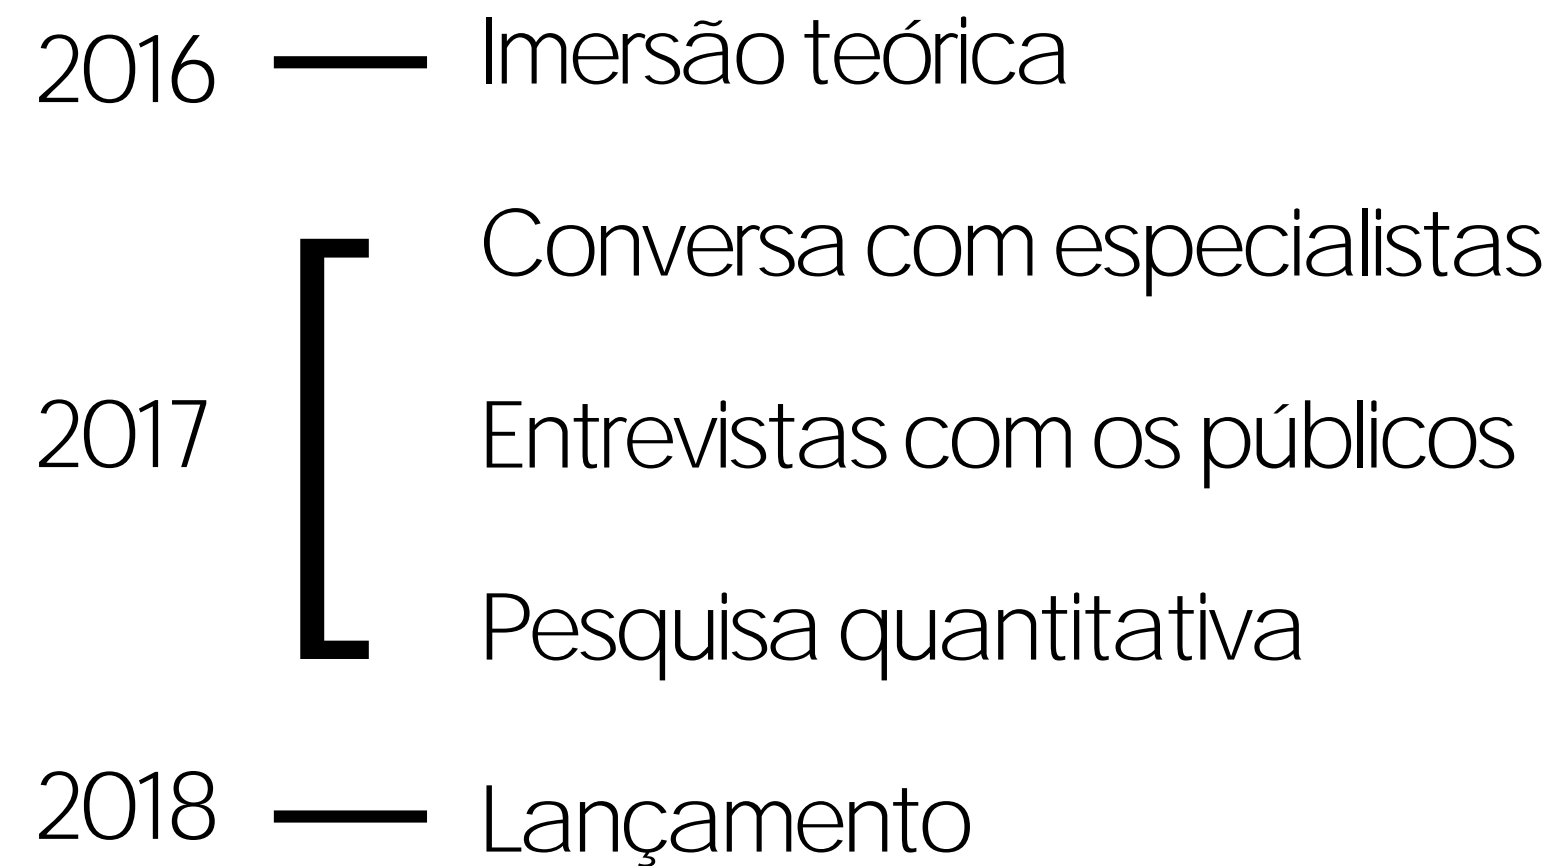 2016 Imersão teórica
Conversa com especialistas
2017 Entrevistas com os públicos
Pesquisa quantitativa
2018 Lançamento